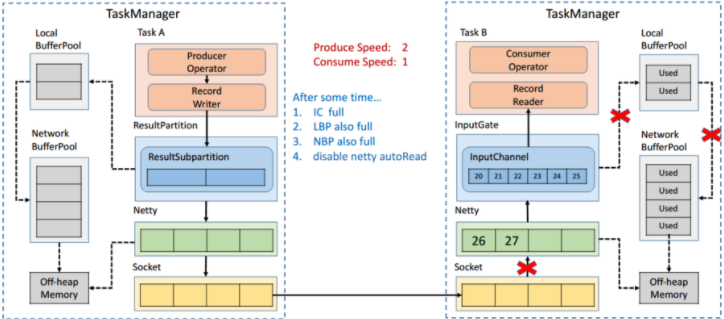 TaskManager
Local
BufferPool
Task A
Producer
Operator
Record
Writer
ResultPartition
ResultSubpartition
Network
BufferPool
Netty
Socket
Off-heap
Memory
Produce Speed: 2
Consume Speed: 1
After some time...
1. IC full
2. LBP also full
3. NBP also full
4. disable netty autoRead
TaskManager
Task B
Consumer
Operator
Record
Reader
InputGate
InputChannel
20 21 22 23 24 25
Netty
26 27
Socket
Local
BufferPool
Used
Used
Network
BufferPool
Used
Used
Used
Used
Off-heap
Memory